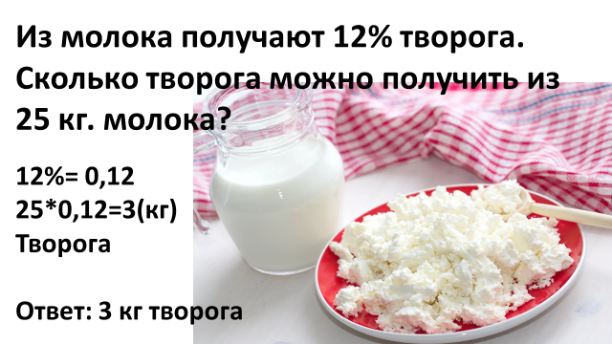 Из молока получают 12% творога.
Сколько творога можно получить из
25 кг. молока?
12%= 0,12
25*0,12=3(кг)
Творога
Ответ: 3 кг творога